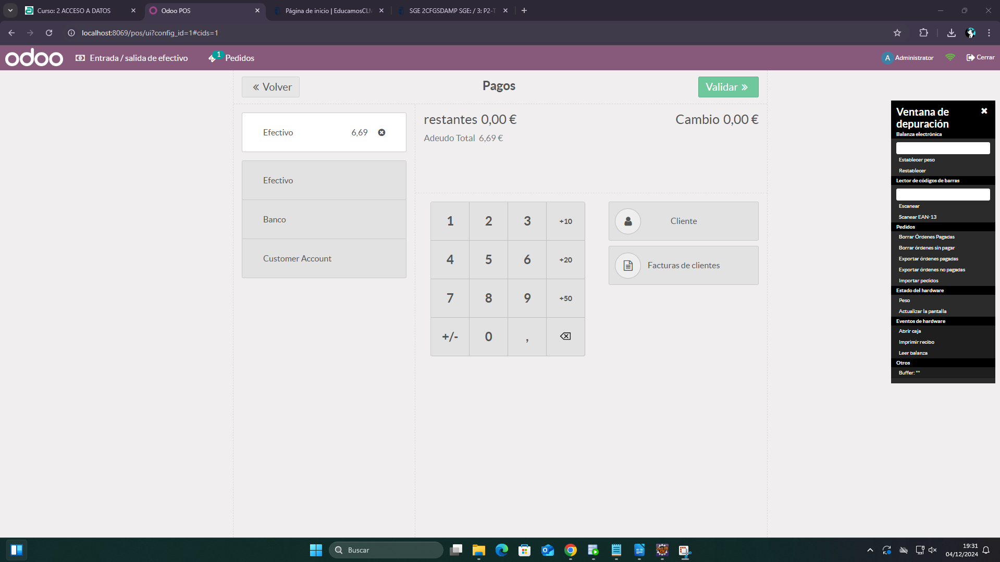 Curso: 2 ACCESO A DATOS
Odoo POS
Página de inicio | EducamosCLM
SGE 2CFGSDAMP SGE: / 3: P2-T
localhost:8069/pos/ui?config_id=1#cids=1
odoo
Entrada / salida de efectivo
1
Pedidos
A
Administrator
Cerrar
Volver
Pagos
Validar
Efectivo 6,69
restantes 0,00 €
Cambio 0,00 €
Adeudo Total 6,69 €
Efectivo
Banco
Customer Account
1 2 3 +10
4 5 6 +20
7 8 9 +50
+/- 0 ,
Cliente
Facturas de clientes
Ventana de
depuración
Balanza electrónica
Establecer peso
Restablecer
Lector de códigos de barras
Escanear
Scanear EAN-13
Pedidos
Borrar Órdenes Pagadas
Borrar órdenes sin pagar
Exportar órdenes pagadas
Exportar órdenes no pagadas
Importar pedidos
Estado del hardware
Peso
Actualizar la pantalla
Eventos de hardware
Abrir caja
Imprimir recibo
Leer balanza
Otros
Buffer: ""
Buscar
19:31
04/12/2024